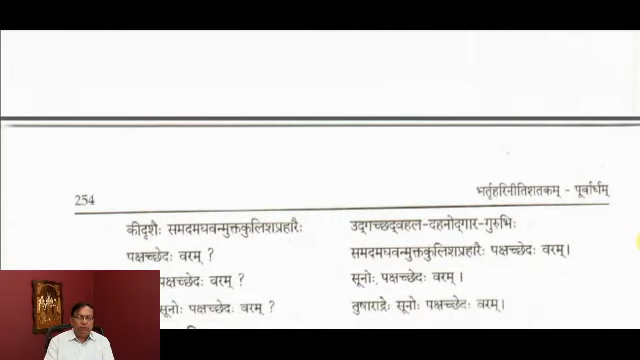 254 भर्तृहरिनीतिशतकम् - पूर्वार्धम्
कीदृशैः समदमघवन्मुक्तकुलिशप्रहारैः उद्गच्छद्वहल-दहनोद्गार-गुरुभिः
पक्षच्छेदः वरम् ? समदमघवन्मुक्तकुलिशप्रहारैः पक्षच्छेदः वरम्।
पक्षच्छेदः वरम् ? सूनोः पक्षच्छेदः वरम् ।
सूनोः पक्षच्छेदः वरम् ? तुषाराद्रेः सूनोः पक्षच्छेदः वरम्।